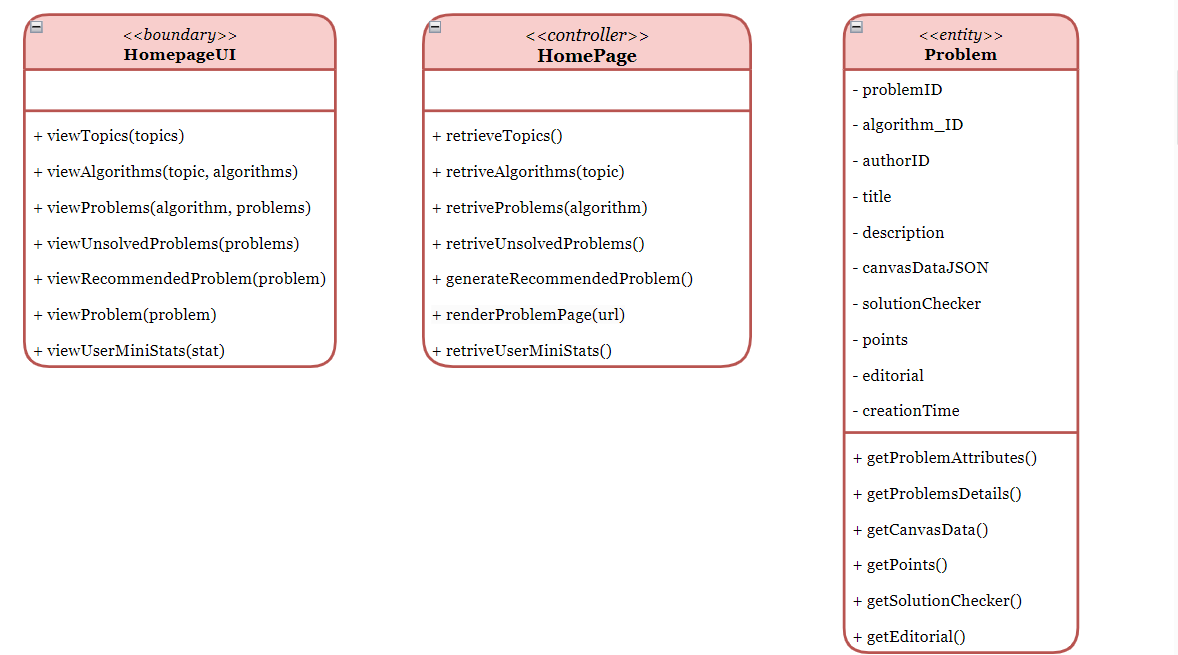 <<boundary>>
HomepageUI
+ viewTopics(topics)
+ viewAlgorithms(topic, algorithms)
+ viewProblems(algorithm, problems)
+ viewUnsolvedProblems(problems)
+ viewRecommendedProblem(problem)
+ viewProblem(problem)
+ viewUserMiniStats(stat)
<<controller>>
HomePage
+ retrieveTopics()
+ retriveAlgorithms(topic)
+ retriveProblems(algorithm)
+ retriveUnsolvedProblems()
+ generateRecommendedProblem()
+ renderProblemPage(url)
+ retriveUserMiniStats()
<<entity>>
Problem
- problemID
- algorithm_ID
- authorID
- title
- description
- canvasDataJSON
- solutionChecker
- points
- editorial
- creationTime
+ getProblemAttributes()
+ getProblemsDetails()
+ getCanvasData()
+ getPoints()
+ getSolutionChecker()
+ getEditorial()